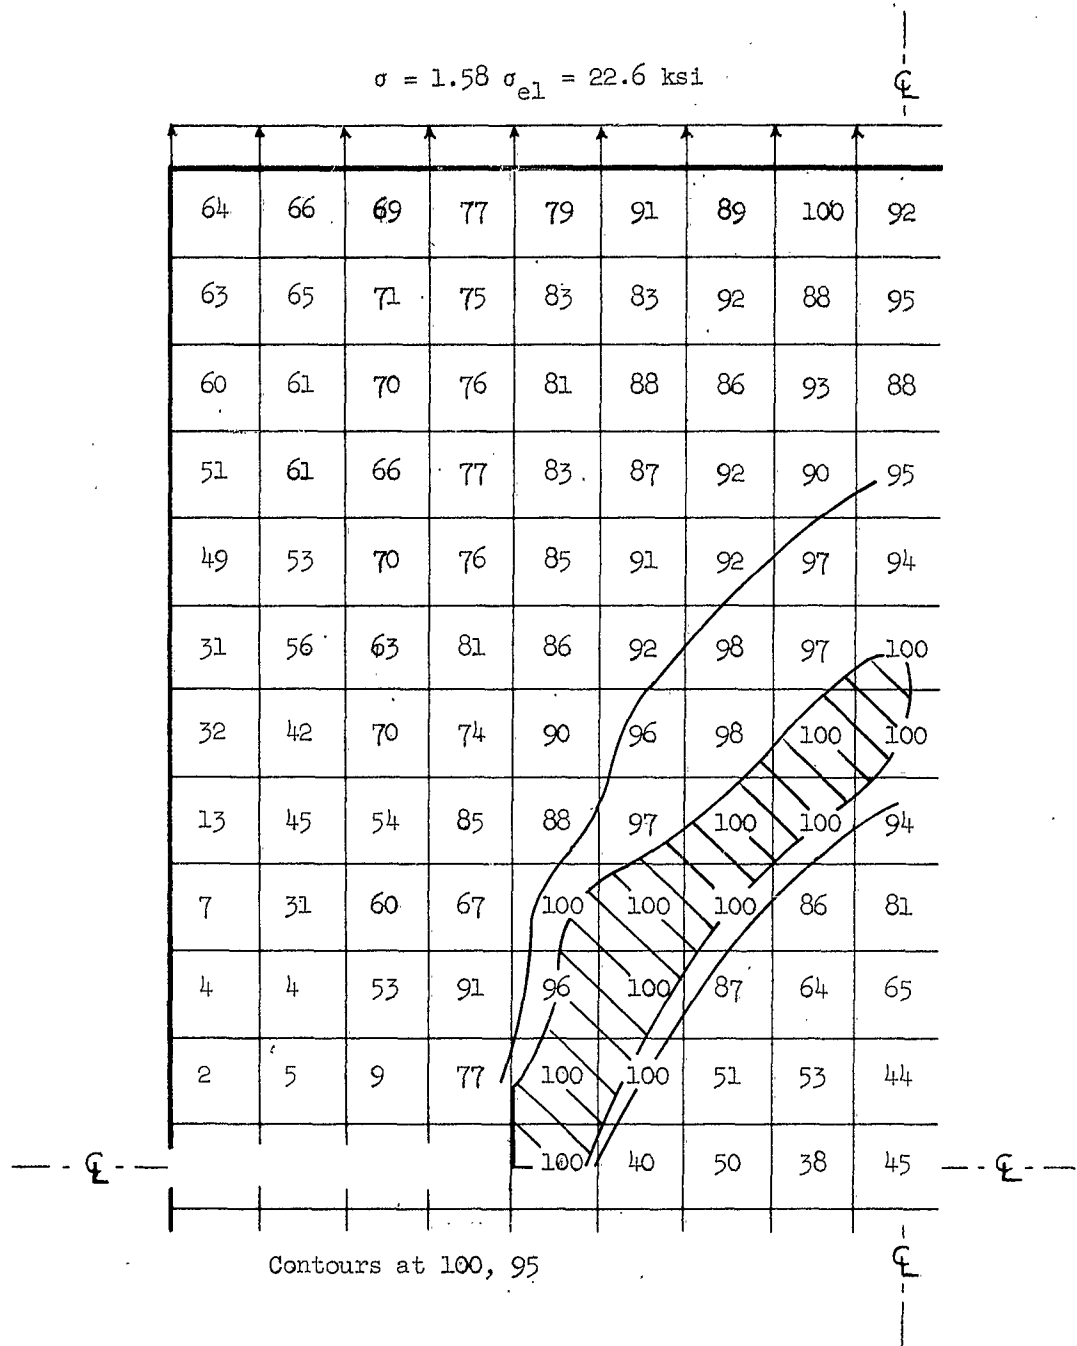 ℄
σ = 1.58 σel = 22.6 ksi
64 66 69 77 79 91 89 100 92
63 65 71 75 83 83 92 88 95
60 61 70 76 81 88 86 93 88
51 61 66 77 83 87 92 90 95
49 53 70 76 85 91 92 97 94
31 56 63 81 86 92 98 97 100
32 42 70 74 90 96 98 100 100
13 45 54 85 88 97 100 100 94
7 31 60 67 100 100 100 86 81
4 4 53 91 96 100 87 64 65
2 5 9 77 100 100 51 53 44
℄ 100 40 50 38 45 ℄
℄
Contours at 100, 95